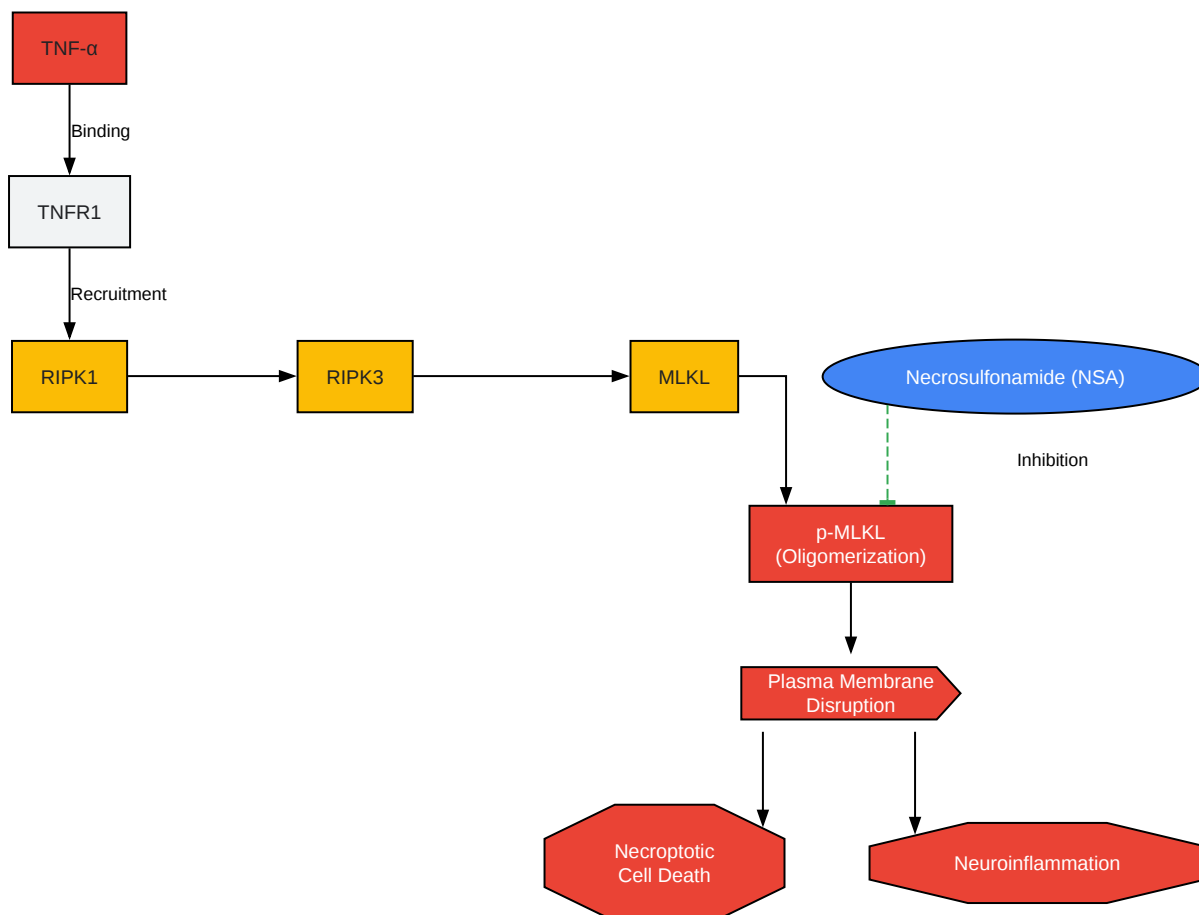 TNF-α
Binding
TNFR1
Recruitment
RIPK1
RIPK3
MLKL
Necrosulfonamide (NSA)
Inhibition
p-MLKL
(Oligomerization)
Plasma Membrane
Disruption
Necroptotic
Cell Death
Neuroinflammation